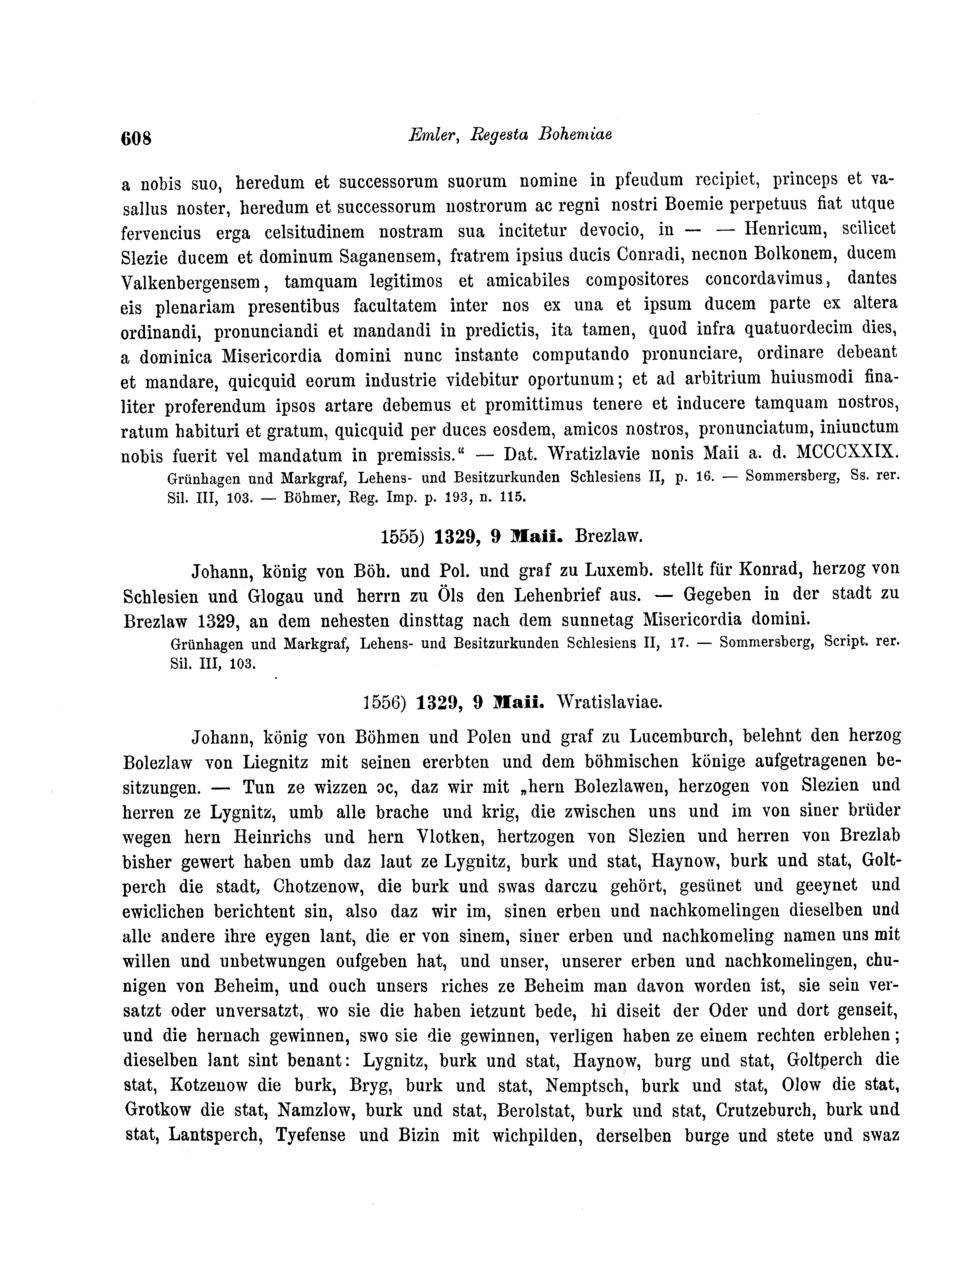 608
Emler, Regesta Bohemiae
a nobis suo, heredum et successorum suorum nomine in pfeudum recipiet, princeps et va-
sallus noster, heredum et successorum nostrorum ac regni nostri Boemie perpetuus fiat utque
fervencius erga celsitudinem nostram sua incitetur devocio, in — — Henricum, scilicet
Slezie ducem et dominum Saganensem, fratrem ipsius ducis Conradi, necnon Bolkonem, ducem
Valkenbergensem, tamquam legitimos et amicabiles compositores concordavimus, dantes
eis plenariam presentibus facultatem inter nos ex una et ipsum ducem parte ex altera
ordinandi, pronunciandi et mandandi in predictis, ita tamen, quod infra quatuordecim dies,
a dominica Misericordia domini nunc instante computando pronunciare, ordinare debeant
et mandare, quicquid eorum industrie videbitur oportunum; et ad arbitrium huiusmodi fina-
liter proferendum ipsos artare debemus et promittimus tenere et inducere tamquam nostros,
ratum habituri et gratum, quicquid per duces eosdem, amicos nostros, pronunciatum, iniunctum
nobis fuerit vel mandatum in premissis.“ — Dat. Wratizlavie nonis Maii a. d. MCCCXXIX.
Grünhagen und Markgraf, Lehens- und Besitzurkunden Schlesiens II, p. 16. — Sommersberg, Ss. rer.
Sil. III, 103. — Böhmer, Reg. Imp. p. 193, n. 115.
1555) 1329, 9 Maii. Brezlaw.
Johann, könig von Böh. und Pol. und graf zu Luxemb. stellt für Konrad, herzog von
Schlesien und Glogau und herrn zu Öls den Lehenbrief aus. — Gegeben in der stadt zu
Brezlaw 1329, an dem nehesten dinsttag nach dem sunnetag Misericordia domini.
Grünhagen und Markgraf, Lehens- und Besitzurkunden Schlesiens II, 17. — Sommersberg, Script. rer.
Sil. III, 103.
1556) 1329, 9 Maii. Wratislaviae.
Johann, könig von Böhmen und Polen und graf zu Lucemburch, belehnt den herzog
Bolezlaw von Liegnitz mit seinen ererbten und dem böhmischen könige aufgetragenen be-
sitzungen. — Tun ze wizzen ɔc, daz wir mit „hern Bolezlawen, herzogen von Slezien und
herren ze Lygnitz, umb alle brache und krig, die zwischen uns und im von siner brüder
wegen hern Heinrichs und hern Vlotken, hertzogen von Slezien und herren von Brezlab
bisher gewert haben umb daz laut ze Lygnitz, burk und stat, Haynow, burk und stat, Golt-
perch die stadt, Chotzenow, die burk und swas darczu gehört, gesünet und geeynet und
ewiclichen berichtent sin, also daz wir im, sinen erben und nachkomelingen dieselben und
alle andere ihre eygen lant, die er von sinem, siner erben und nachkomeling namen uns mit
willen und unbetwungen oufgeben hat, und unser, unserer erben und nachkomelingen, chu-
nigen von Beheim, und ouch unsers riches ze Beheim man davon worden ist, sie sein ver-
satzt oder unversatzt, wo sie die haben ietzunt bede, hi diseit der Oder und dort genseit,
und die hernach gewinnen, swo sie die gewinnen, verligen haben ze einem rechten erblehen;
dieselben lant sint benant: Lygnitz, burk und stat, Haynow, burg und stat, Goltperch die
stat, Kotzenow die burk, Bryg, burk und stat, Nemptsch, burk und stat, Olow die stat,
Grotkow die stat, Namzlow, burk und stat, Berolstat, burk und stat, Crutzeburch, burk und
stat, Lantsperch, Tyefense und Bizin mit wichpilden, derselben burge und stete und swaz